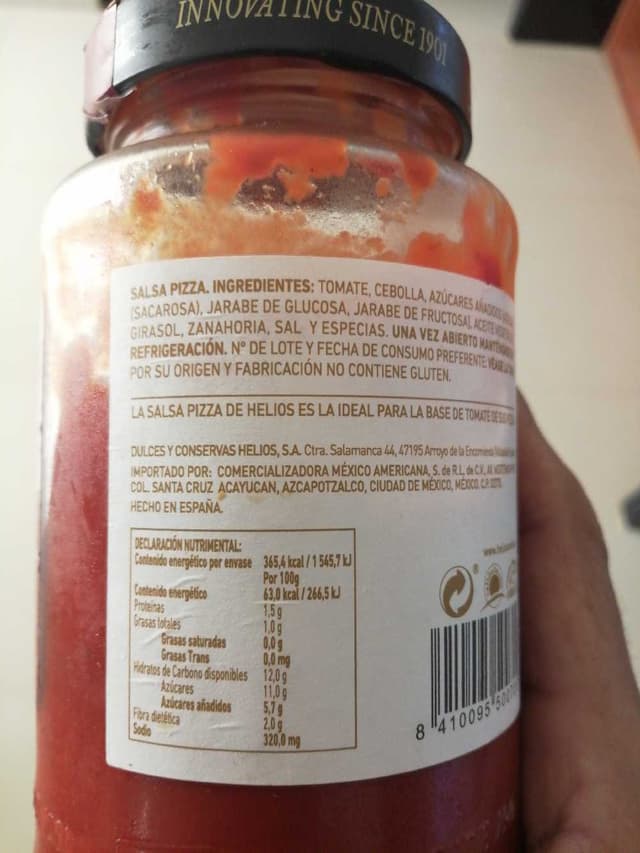 INNOVATING SINCE 1901
SALSA PIZZA. INGREDIENTES: TOMATE, CEBOLLA, AZÚCARES AÑADIDOS
(SACAROSA), JARABE DE GLUCOSA, JARABE DE FRUCTOSA), ACEITE
GIRASOL, ZANAHORIA, SAL Y ESPECIAS. UNA VEZ ABIERTO
REFRIGERACIÓN. Nº DE LOTE Y FECHA DE CONSUMO PREFERENTE:
POR SU ORIGEN Y FABRICACIÓN NO CONTIENE GLUTEN.
LA SALSA PIZZA DE HELIOS ES LA IDEAL PARA LA BASE DE TOMATE DE
DULCES Y CONSERVAS HELIOS, S.A. Ctra. Salamanca 44, 47195 Arroyo de la Encomienda
IMPORTADO POR: COMERCIALIZADORA MÉXICO AMERICANA, S. de R.L. de C.V., AV.
COL. SANTA CRUZ ACAYUCAN, AZCAPOTZALCO, CIUDAD DE MÉXICO, MÉXICO. C.P.
HECHO EN ESPAÑA.
DECLARACIÓN NUTRIMENTAL:
Contenido energético por envase 365,4 kcal / 1 545,7 kJ
Por 100g
Contenido energético 63,0 kcal / 266,5 kJ
Proteínas 1,5 g
Grasas totales 1,0 g
Grasas saturadas 0,0 g
Grasas Trans 0,0 mg
Hidratos de Carbono disponibles 12,0 g
Azúcares 11,0 g
Azúcares añadidos 5,7 g
Fibra dietética 2,0 g
Sodio 320,0 mg
8 410095